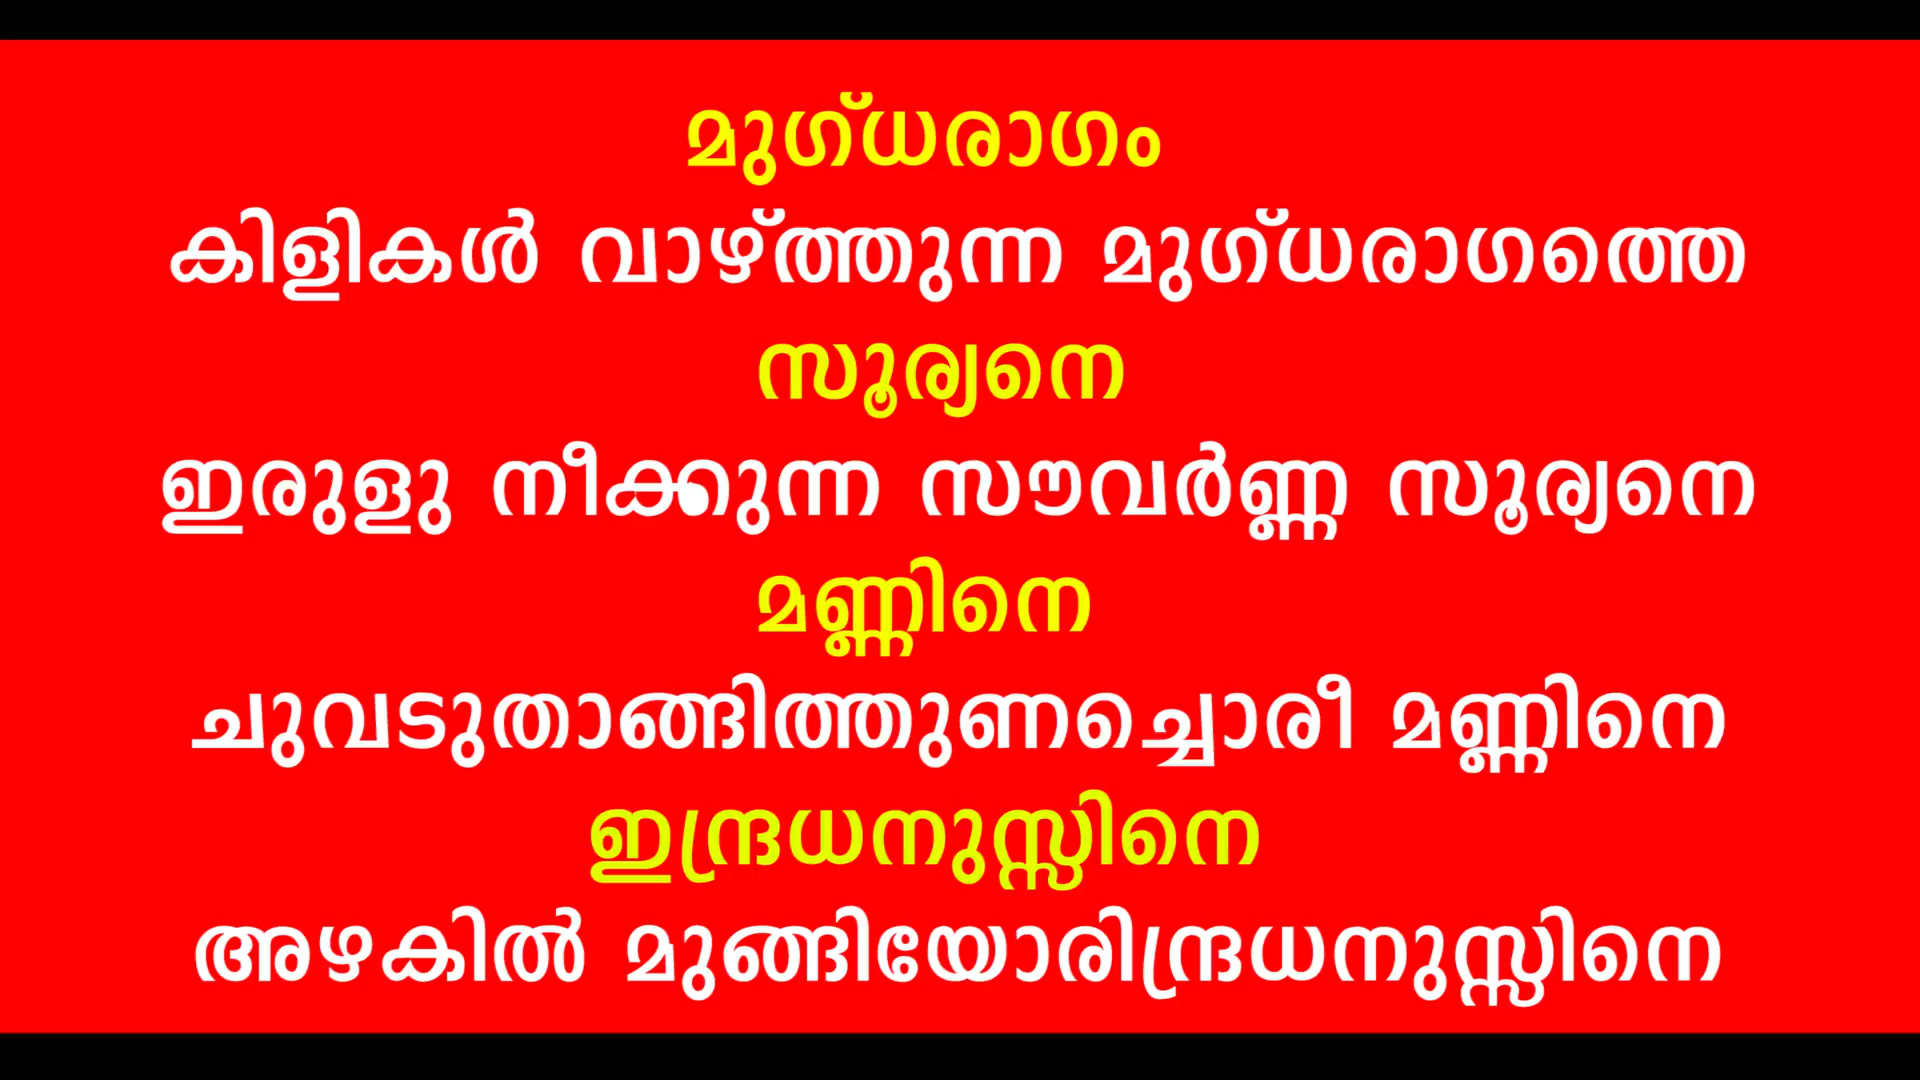 മുഗ്ധരാഗം
കിളികൾ വാഴ്ത്തുന്ന മുഗ്ധരാഗത്തെ
സൂര്യനെ
ഇരുളു നീക്കുന്ന സൗവർണ്ണ സൂര്യനെ
മണ്ണിനെ
ചുവടുതാങ്ങിത്തുണച്ചൊരീ മണ്ണിനെ
ഇന്ദ്രധനുസ്സിനെ
അഴകിൽ മുങ്ങിയോരിന്ദ്രധനുസ്സിനെ